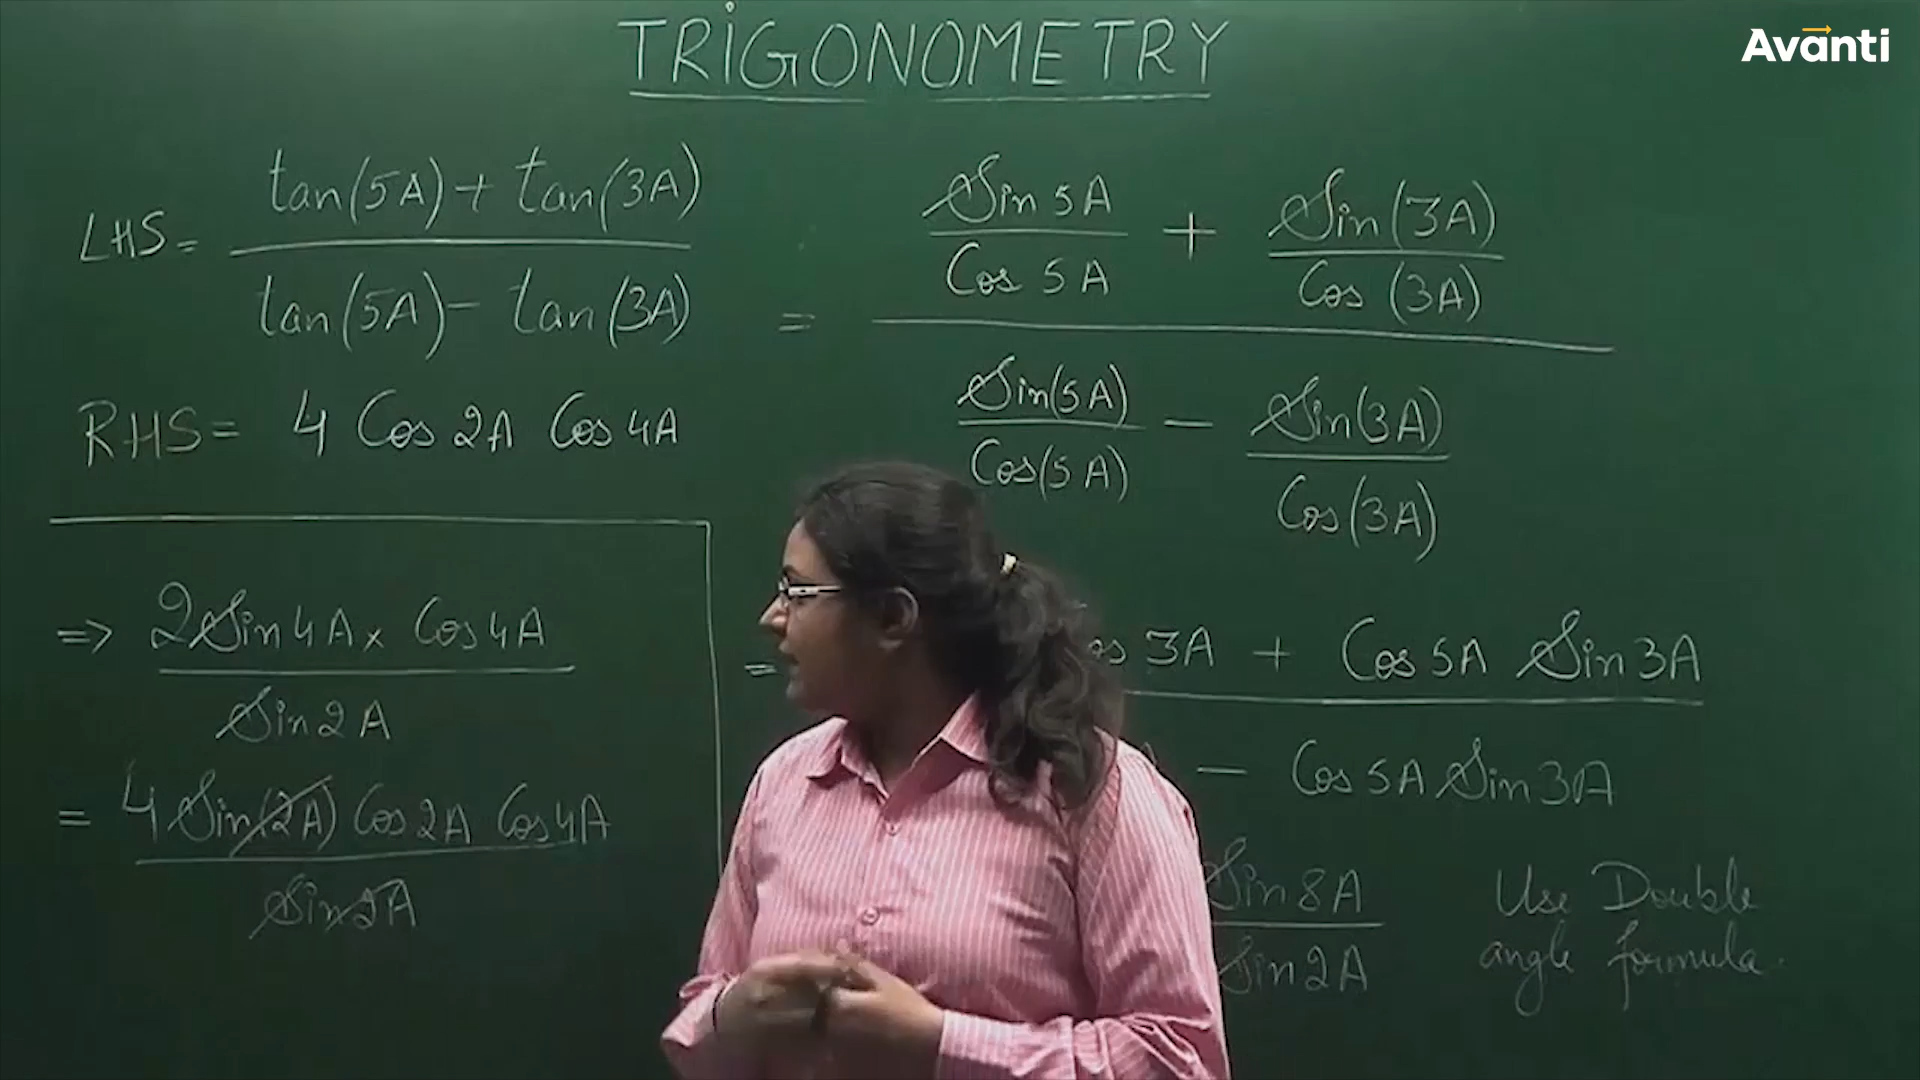 TRIGONOMETRY
Avanti
LHS = tan(5A) + tan(3A)
tan(5A) - tan(3A)
RHS = 4 Cos 2A Cos 4A
= Sin 5A + Sin(3A)
Cos 5A Cos (3A)
Sin(5A) - Sin(3A)
Cos(5A) Cos(3A)
=> 2 Sin 4A x Cos 4A
Sin 2A
= 4 Sin(2A) Cos 2A Cos 4A
Sin 2A
= 3A + Cos 5A Sin 3A
- Cos 5A Sin 3A
Sin 8A
Sin 2A
Use Double
angle formula.